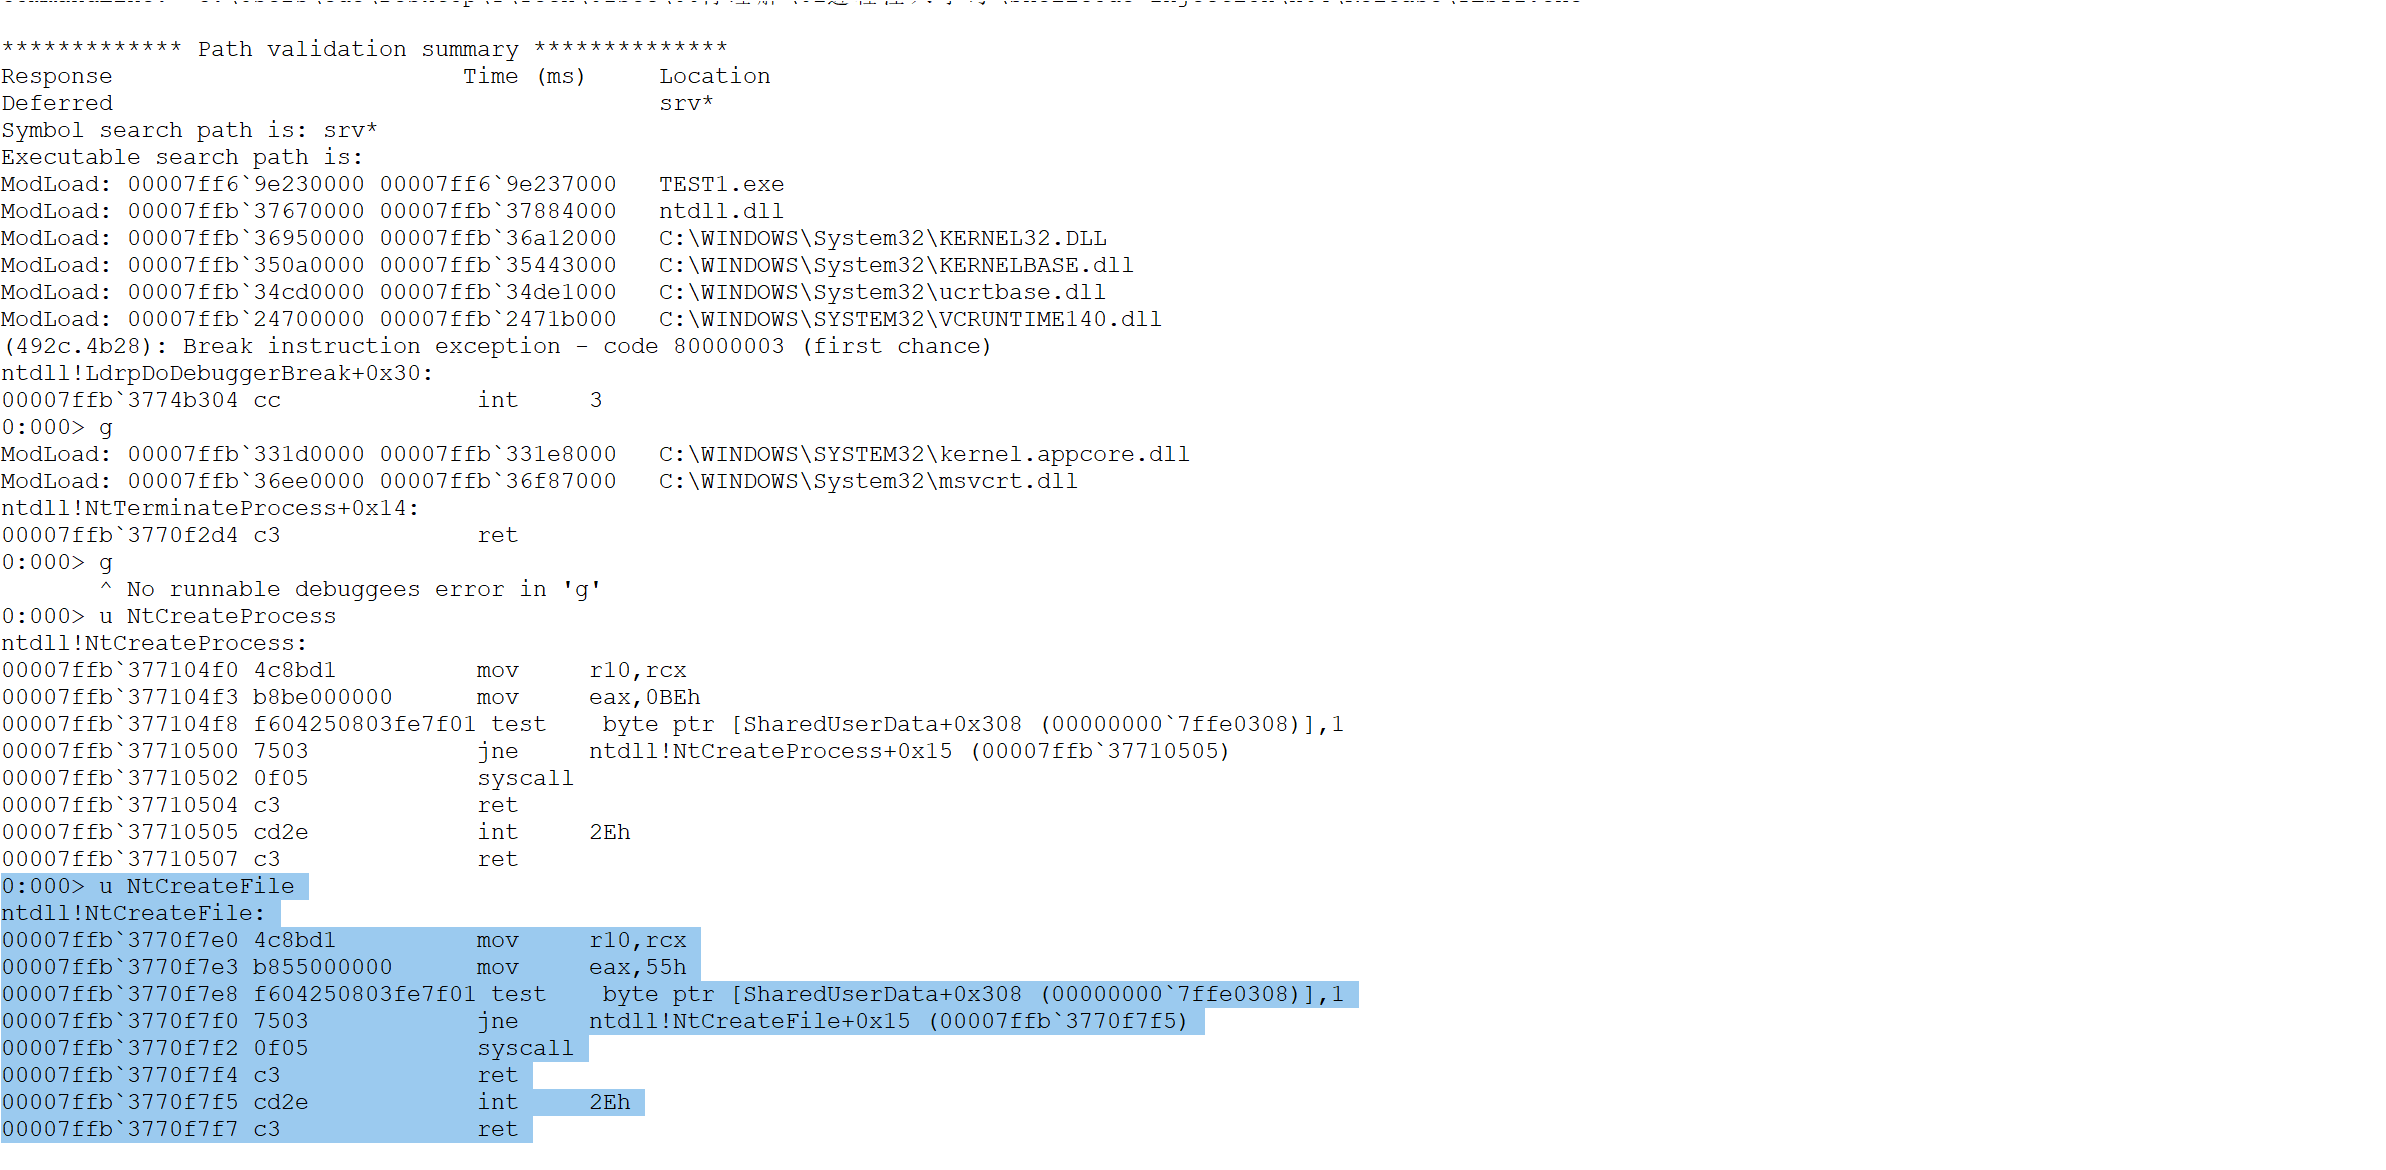 ************* Path validation summary **************
Response                         Time (ms)     Location
Deferred                                       srv*
Symbol search path is: srv*
Executable search path is:
ModLoad: 00007ff6`9e230000 00007ff6`9e237000   TEST1.exe
ModLoad: 00007ffb`37670000 00007ffb`37884000   ntdll.dll
ModLoad: 00007ffb`36950000 00007ffb`36a12000   C:\WINDOWS\System32\KERNEL32.DLL
ModLoad: 00007ffb`350a0000 00007ffb`35443000   C:\WINDOWS\System32\KERNELBASE.dll
ModLoad: 00007ffb`34cd0000 00007ffb`34de1000   C:\WINDOWS\System32\ucrtbase.dll
ModLoad: 00007ffb`24700000 00007ffb`2471b000   C:\WINDOWS\SYSTEM32\VCRUNTIME140.dll
(492c.4b28): Break instruction exception - code 80000003 (first chance)
ntdll!LdrpDoDebuggerBreak+0x30:
00007ffb`3774b304 cc              int     3
0:000> g
ModLoad: 00007ffb`331d0000 00007ffb`331e8000   C:\WINDOWS\SYSTEM32\kernel.appcore.dll
ModLoad: 00007ffb`36ee0000 00007ffb`36f87000   C:\WINDOWS\System32\msvcrt.dll
ntdll!NtTerminateProcess+0x14:
00007ffb`3770f2d4 c3              ret
0:000> g
       ^ No runnable debuggees error in 'g'
0:000> u NtCreateProcess
ntdll!NtCreateProcess:
00007ffb`377104f0 4c8bd1          mov     r10,rcx
00007ffb`377104f3 b8be000000      mov     eax,0BEh
00007ffb`377104f8 f604250803fe7f01 test    byte ptr [SharedUserData+0x308 (00000000`7ffe0308)],1
00007ffb`37710500 7503            jne     ntdll!NtCreateProcess+0x15 (00007ffb`37710505)
00007ffb`37710502 0f05            syscall
00007ffb`37710504 c3              ret
00007ffb`37710505 cd2e            int     2Eh
00007ffb`37710507 c3              ret
0:000> u NtCreateFile
ntdll!NtCreateFile:
00007ffb`3770f7e0 4c8bd1          mov     r10,rcx
00007ffb`3770f7e3 b855000000      mov     eax,55h
00007ffb`3770f7e8 f604250803fe7f01 test    byte ptr [SharedUserData+0x308 (00000000`7ffe0308)],1
00007ffb`3770f7f0 7503            jne     ntdll!NtCreateFile+0x15 (00007ffb`3770f7f5)
00007ffb`3770f7f2 0f05            syscall
00007ffb`3770f7f4 c3              ret
00007ffb`3770f7f5 cd2e            int     2Eh
00007ffb`3770f7f7 c3              ret